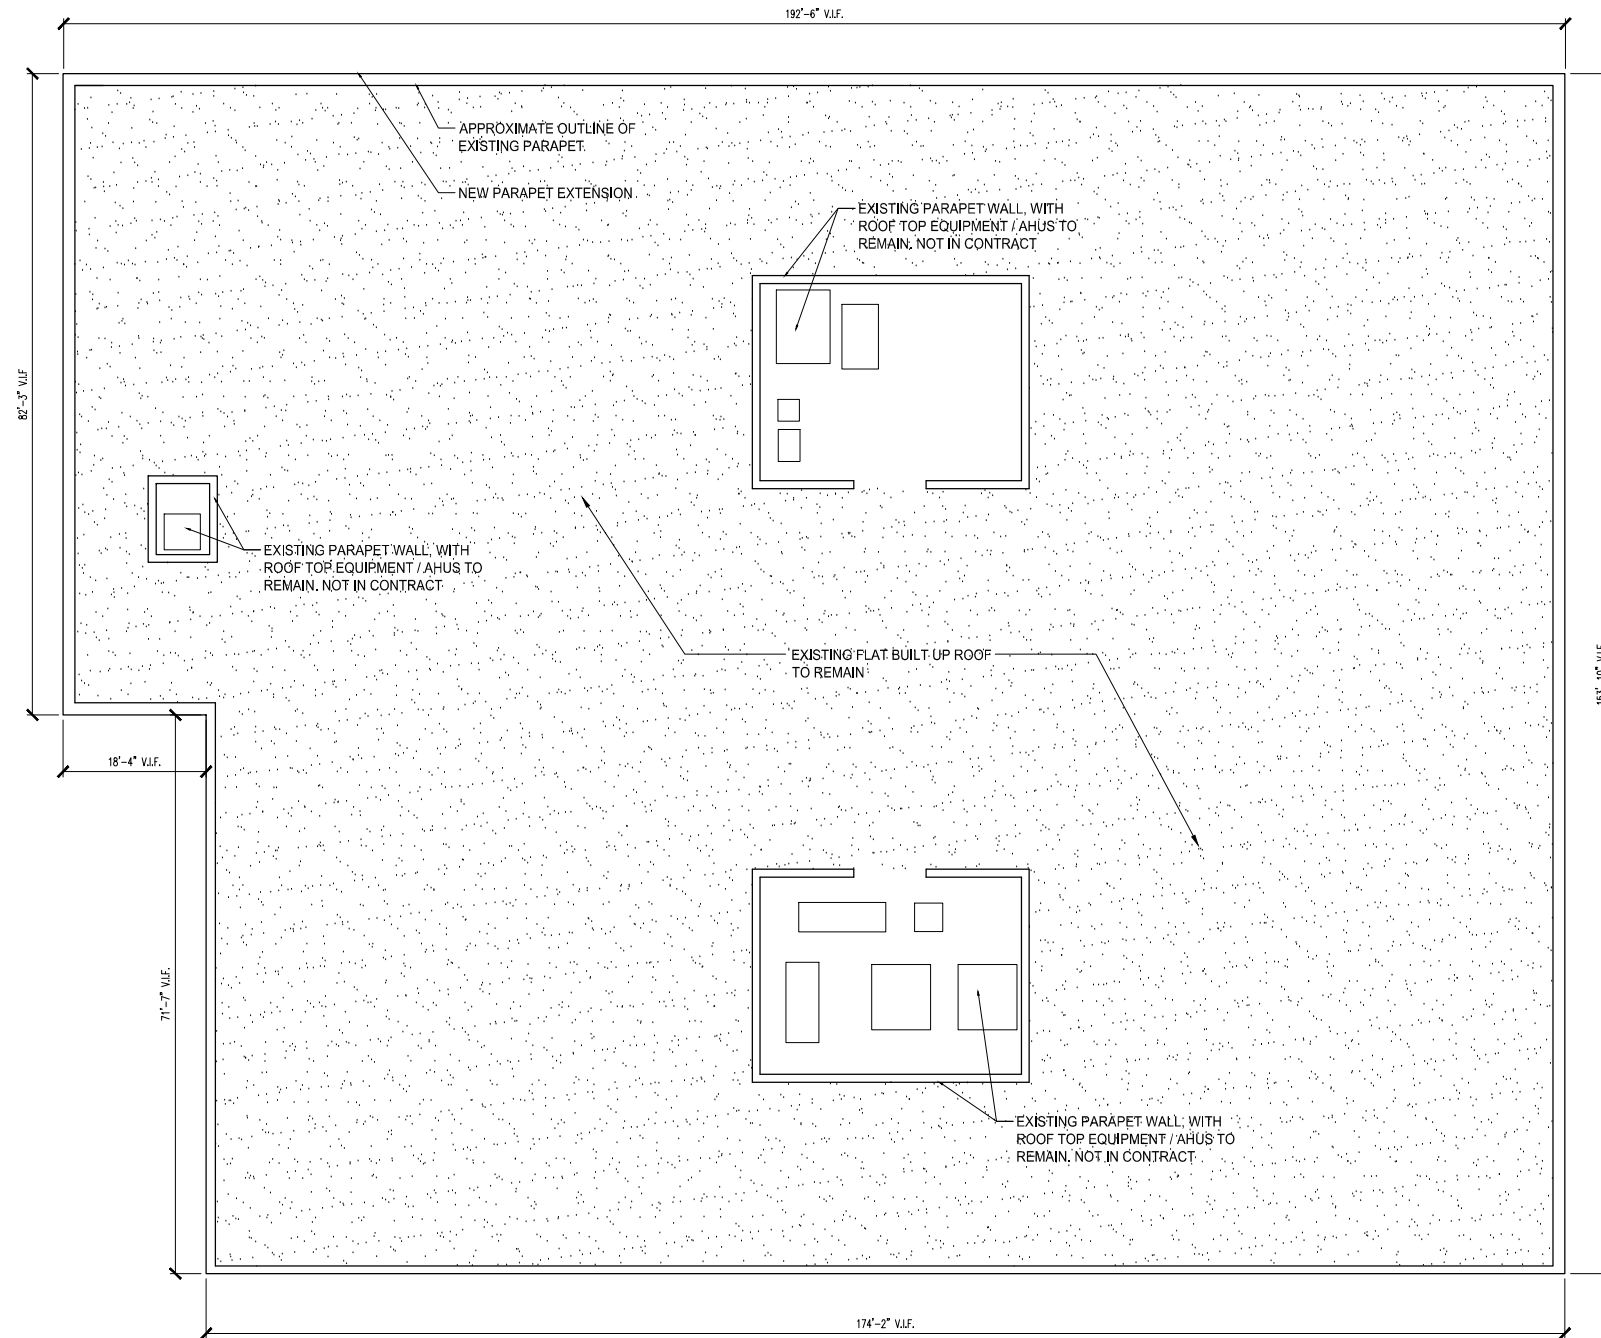 192'-6" V.I.F.
APPROXIMATE OUTLINE OF
EXISTING PARAPET
NEW PARAPET EXTENSION
EXISTING PARAPET WALL, WITH
ROOF TOP EQUIPMENT / AHUS TO
REMAIN. NOT IN CONTRACT
82'-3" V.I.F
EXISTING PARAPET WALL, WITH
ROOF TOP EQUIPMENT / AHUS TO
REMAIN. NOT IN CONTRACT
EXISTING FLAT BUILT UP ROOF
TO REMAIN
153'-10" V.I.F.
18'-4" V.I.F.
71'-7" V.I.F.
EXISTING PARAPET WALL, WITH
ROOF TOP EQUIPMENT / AHUS TO
REMAIN. NOT IN CONTRACT
174'-2" V.I.F.